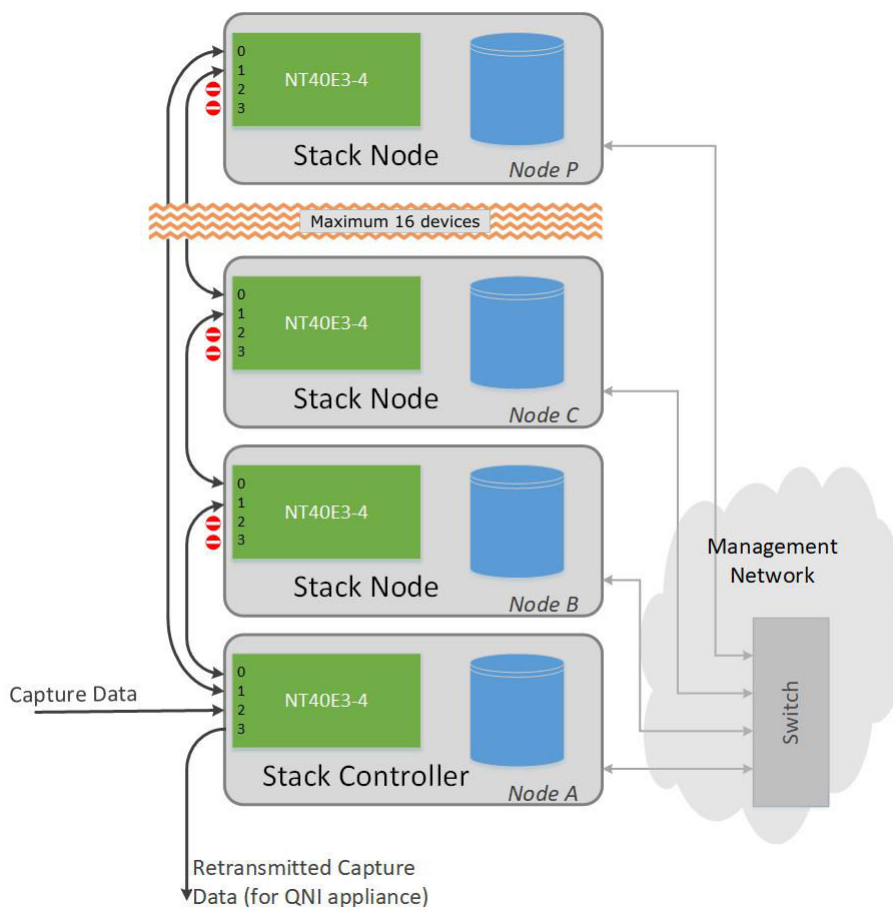 0
1
2
3
NT40E3-4
Stack Node
Node P
Maximum 16 devices
0
1
2
3
NT40E3-4
Stack Node
Node C
0
1
2
3
NT40E3-4
Stack Node
Node B
Management
Network
Switch
0
1
2
3
NT40E3-4
Stack Controller
Node A
Capture Data
Retransmitted Capture
Data (for QNI appliance)